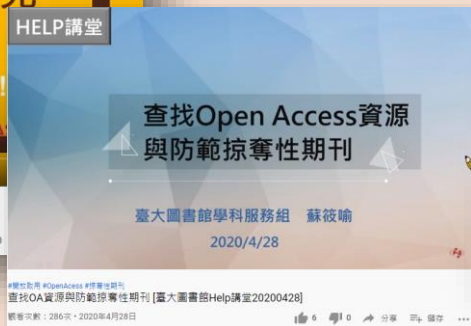 HELP講堂
查找Open Access資源
與防範掠奪性期刊
臺大圖書館學科服務組 蘇筱喻
2020/4/28
#開放取用 #OpenAcess #掠奪性期刊
查找OA資源與防範掠奪性期刊 [臺大圖書館Help講堂20200428]
觀看次數：286次・2020年4月28日
6
0
分享
儲存